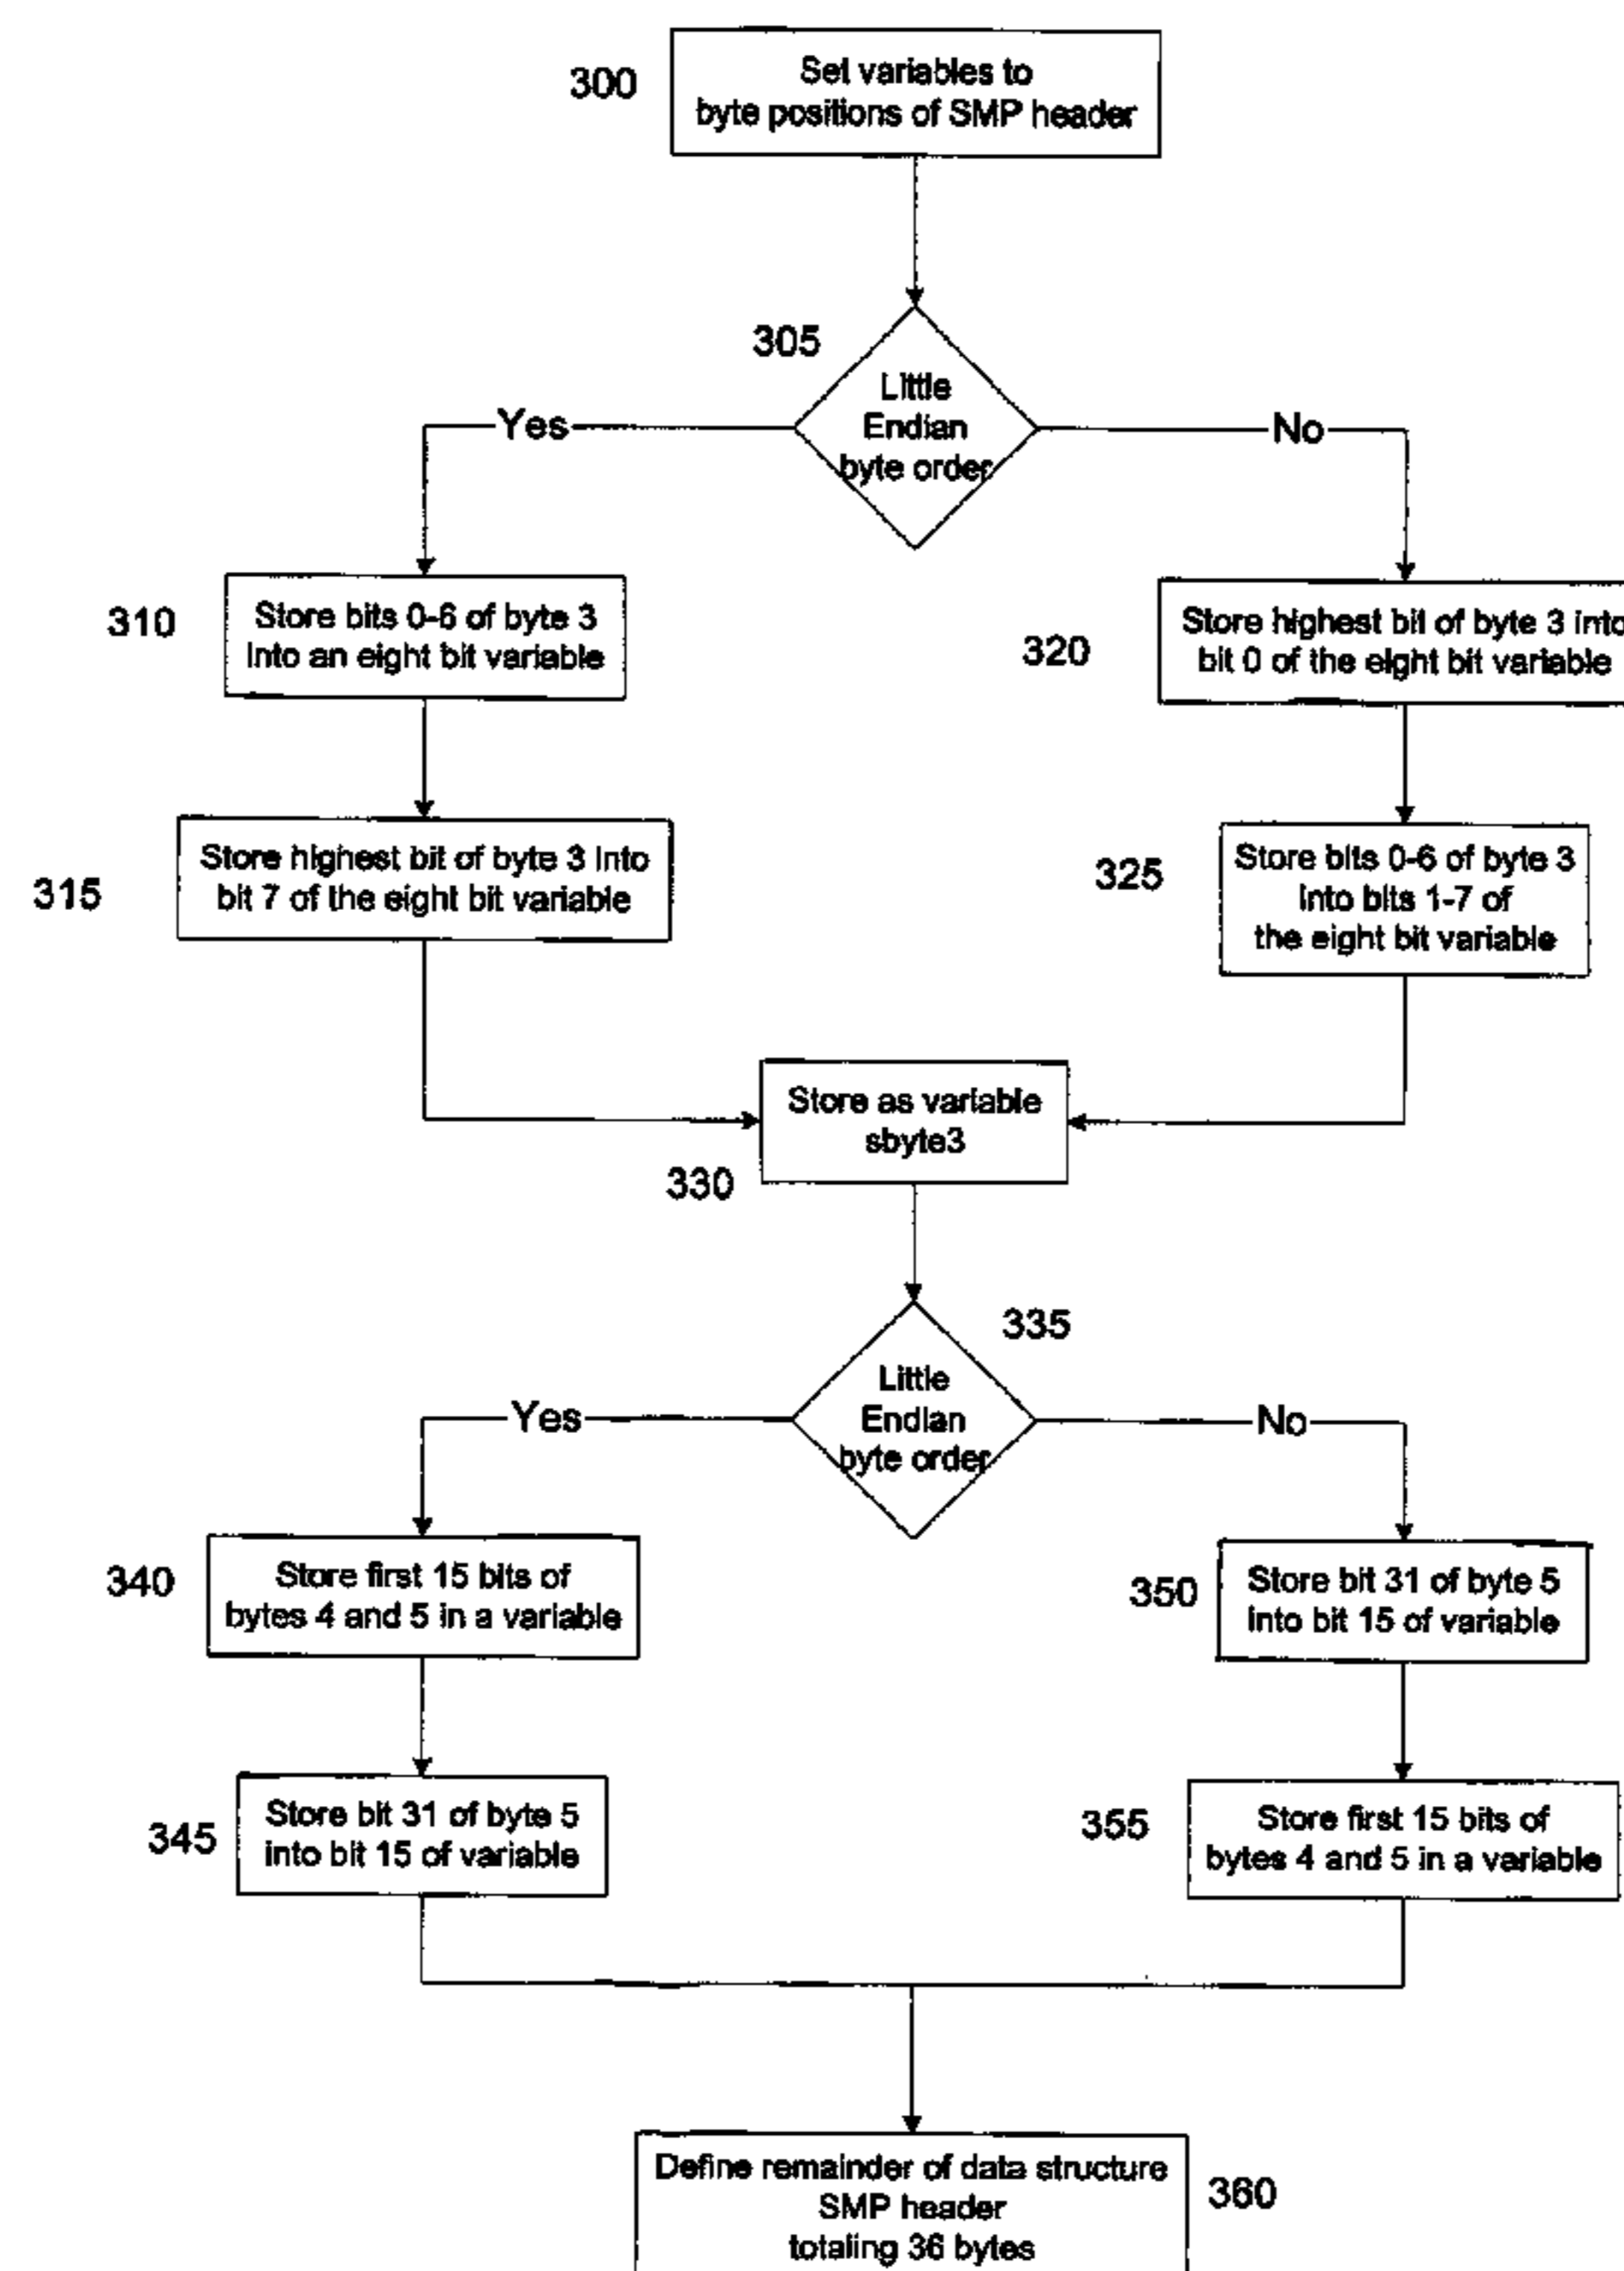 300
Set variables to
byte positions of SMP header
305
Little
Endian
byte order
Yes
No
310
Store bits 0-6 of byte 3
into an eight bit variable
320
Store highest bit of byte 3 into
bit 0 of the eight bit variable
315
Store highest bit of byte 3 into
bit 7 of the eight bit variable
325
Store bits 0-6 of byte 3
into bits 1-7 of
the eight bit variable
Store as variable
sbyte3
330
335
Little
Endian
byte order
Yes
No
340
Store first 15 bits of
bytes 4 and 5 in a variable
350
Store bit 31 of byte 5
into bit 15 of variable
345
Store bit 31 of byte 5
into bit 15 of variable
355
Store first 15 bits of
bytes 4 and 5 in a variable
Define remainder of data structure
SMP header
totaling 36 bytes
360